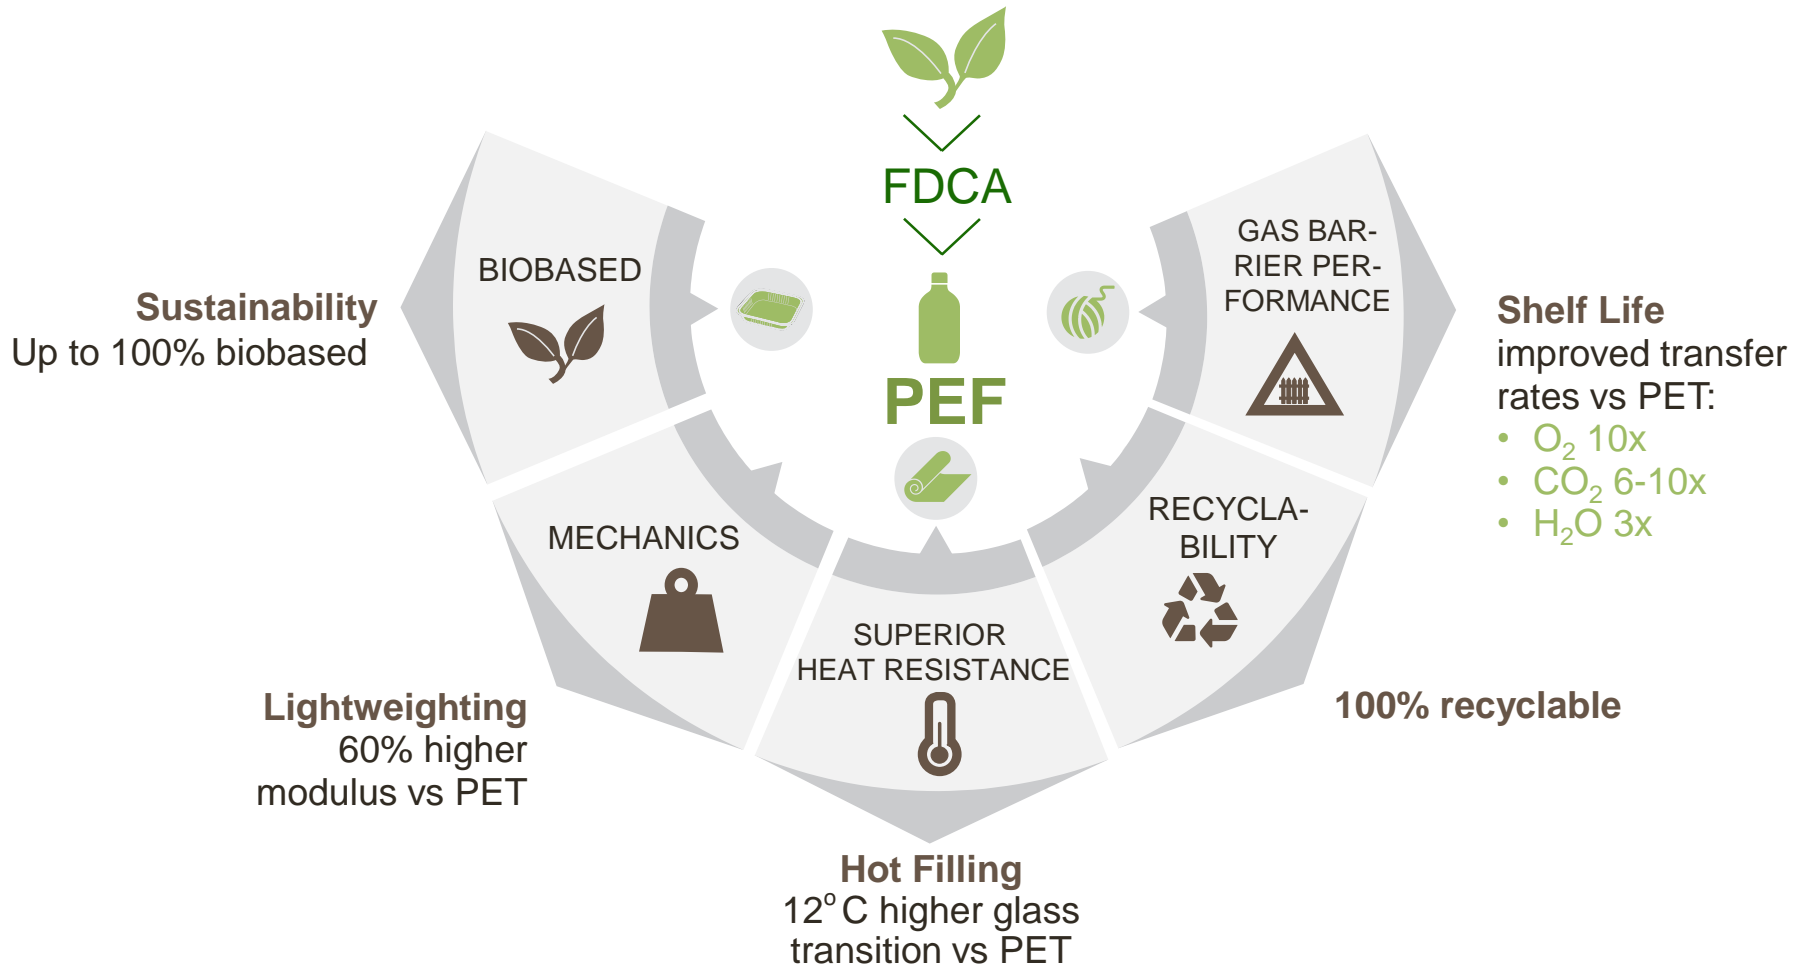 FDCA
PEF
BIOBASED
Sustainability
Up to 100% biobased
MECHANICS
Lightweighting
60% higher
modulus vs PET
SUPERIOR
HEAT RESISTANCE
Hot Filling
12°C higher glass
transition vs PET
RECYCLA-
BILITY
100% recyclable
GAS BAR-
RIER PER-
FORMANCE
Shelf Life
improved transfer
rates vs PET:
• O₂ 10x
• CO₂ 6-10x
• H₂O 3x